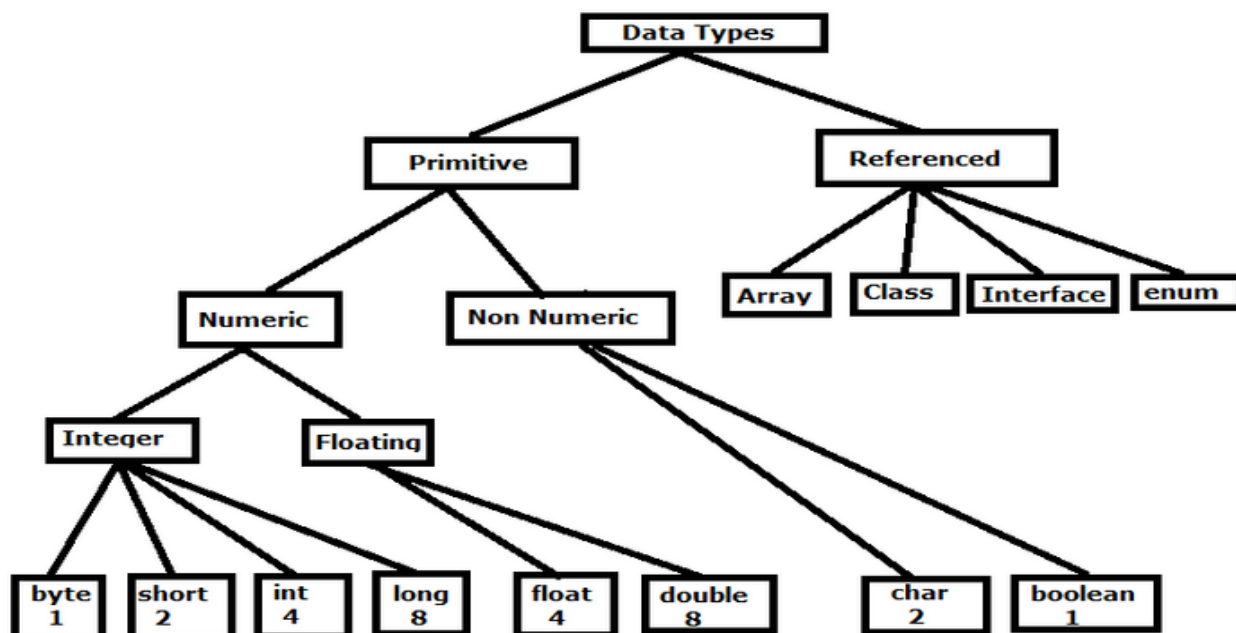 Data Types
Primitive
Referenced
Array
Class
Interface
enum
Numeric
Non Numeric
Integer
Floating
byte
1
short
2
int
4
long
8
float
4
double
8
char
2
boolean
1